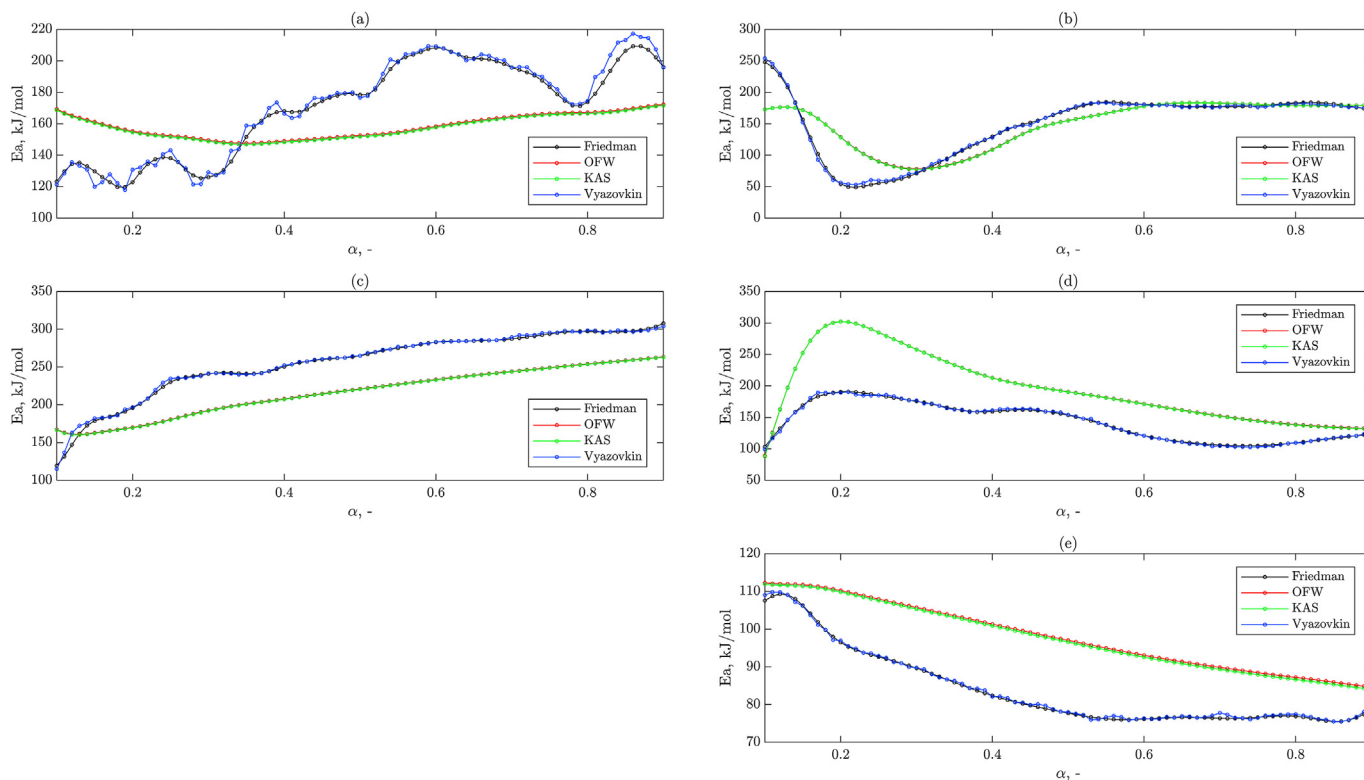 (a)
220
200
180
160
140
120
100
Ea, kJ/mol
Friedman
OFW
KAS
Vyazovkin
0.2 0.4 0.6 0.8
α, -
(b)
300
250
200
150
100
50
0
Ea, kJ/mol
Friedman
OFW
KAS
Vyazovkin
0.2 0.4 0.6 0.8
α, -
(c)
350
300
250
200
150
100
Ea, kJ/mol
Friedman
OFW
KAS
Vyazovkin
0.2 0.4 0.6 0.8
α, -
(d)
350
300
250
200
150
100
50
Ea, kJ/mol
Friedman
OFW
KAS
Vyazovkin
0.2 0.4 0.6 0.8
α, -
(e)
120
110
100
90
80
70
Ea, kJ/mol
Friedman
OFW
KAS
Vyazovkin
0.2 0.4 0.6 0.8
α, -